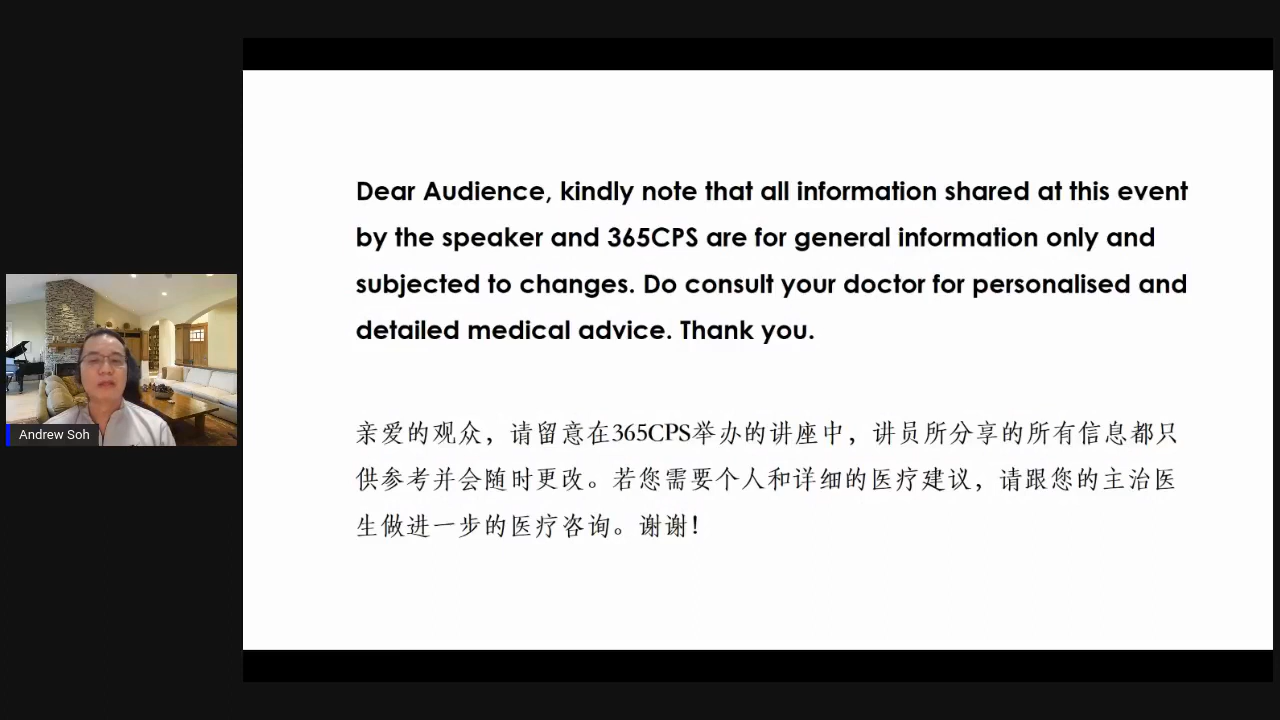 Dear Audience, kindly note that all information shared at this event
by the speaker and 365CPS are for general information only and
subjected to changes. Do consult your doctor for personalised and
detailed medical advice. Thank you.
亲爱的观众，请留意在365CPS举办的讲座中，讲员所分享的所有信息都只
供参考并会随时更改。若您需要个人和详细的医疗建议，请跟您的主治医
生做进一步的医疗咨询。谢谢！
Andrew Soh